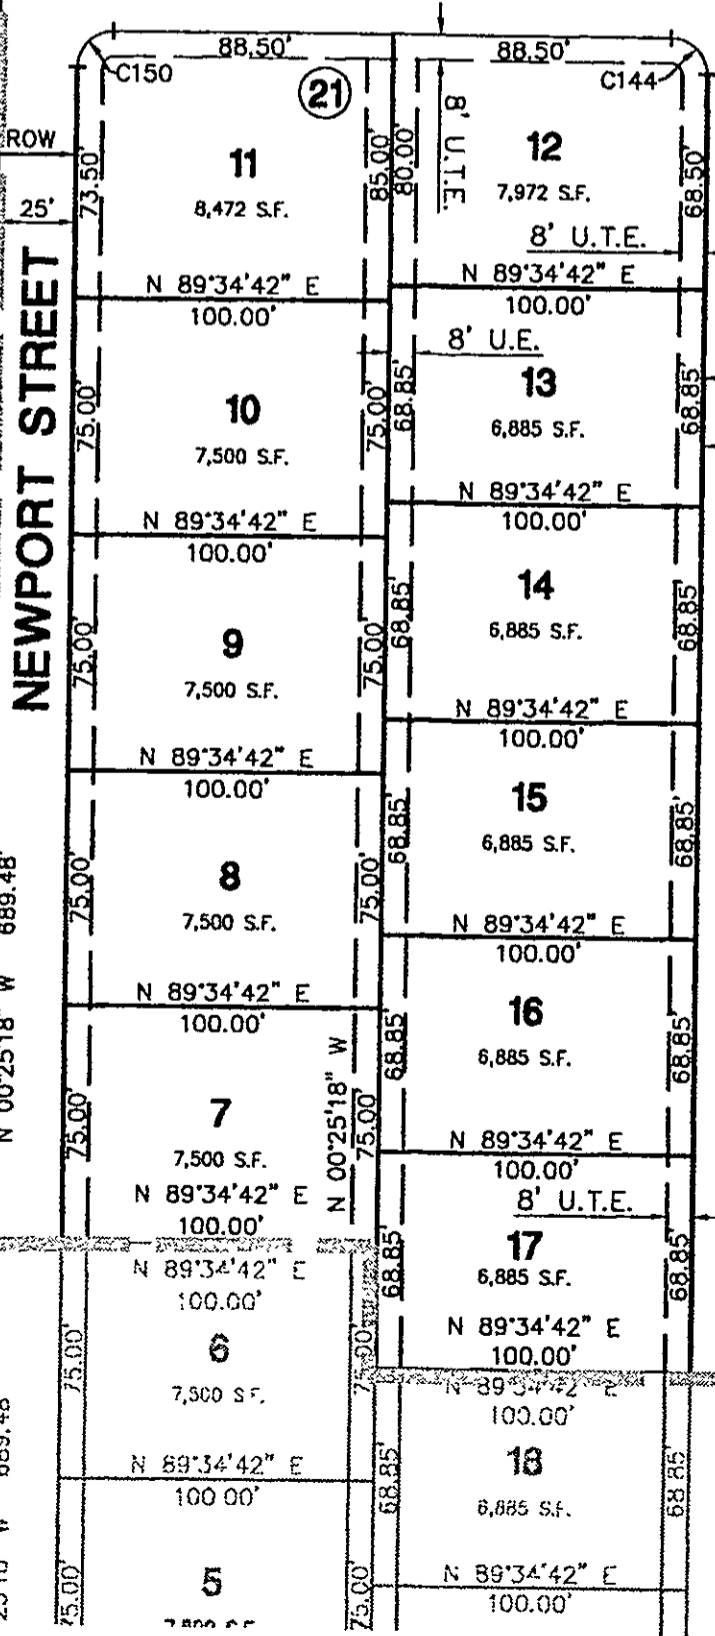 88.50'
88.50'
C150
C144
21
ROW
25'
NEWPORT STREET
73.50'
11
8,472 S.F.
85.00'
80.00'
8' U.T.E.
12
7,972 S.F.
68.50'
8' U.T.E.
N 89°34'42" E
100.00'
N 89°34'42" E
100.00'
8' U.E.
75.00'
10
7,500 S.F.
75.00'
68.85'
13
6,885 S.F.
68.85'
N 89°34'42" E
100.00'
N 89°34'42" E
100.00'
75.00'
9
7,500 S.F.
75.00'
68.85'
14
6,885 S.F.
68.85'
N 89°34'42" E
100.00'
N 89°34'42" E
100.00'
75.00'
8
7,500 S.F.
75.00'
68.85'
15
6,885 S.F.
68.85'
N 89°34'42" E
100.00'
N 89°34'42" E
100.00'
N 00°25'18" W 689.48'
75.00'
7
7,500 S.F.
N 00°25'18" W
75.00'
68.85'
16
6,885 S.F.
68.85'
N 89°34'42" E
100.00'
N 89°34'42" E
100.00'
8' U.T.E.
68.85'
17
6,885 S.F.
68.85'
N 89°34'42" E
100.00'
N 89°34'42" E
100.00'
75.00'
6
7,500 S.F.
75.00'
N 89°34'42" E
100.00'
N 89°34'42" E
100.00'
68.85'
18
6,885 S.F.
68.85'
N 89°34'42" E
100.00'
75.00'
5
75.00'
W 689.48